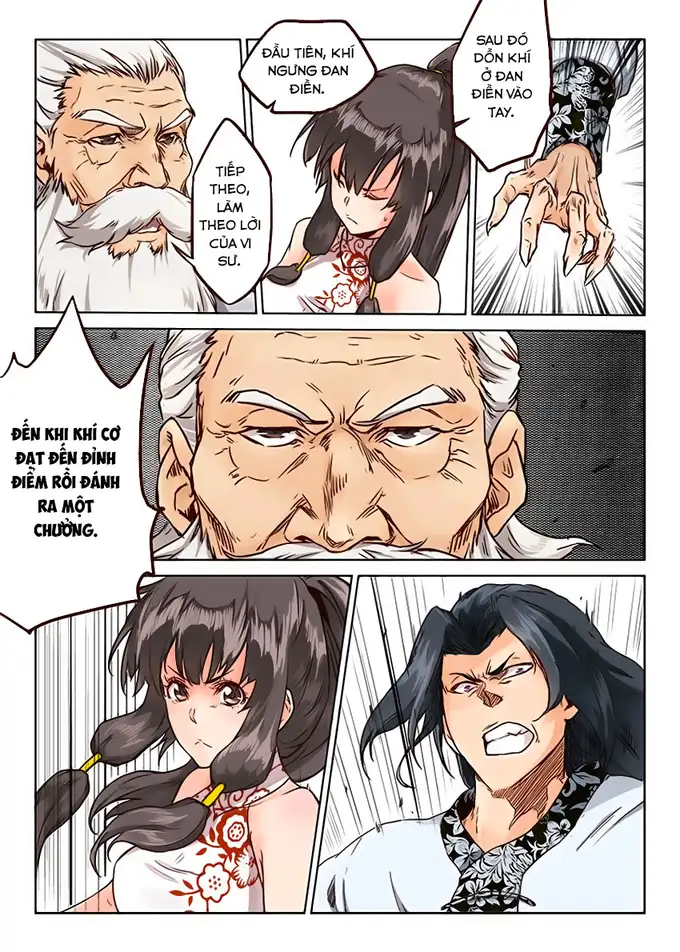 TIẾP
THEO,
LÀM
THEO LỜI
CỦA VI
SƯ.
ĐẦU TIÊN, KHÍ
NGƯNG ĐAN
ĐIỀN.
SAU ĐÓ
DỒN KHÍ
Ở ĐAN
ĐIỀN VÀO
TAY.
ĐẾN KHI KHÍ CƠ
ĐẠT ĐẾN ĐỈNH
ĐIỂM RỒI ĐÁNH
RA MỘT
CHƯỞNG.